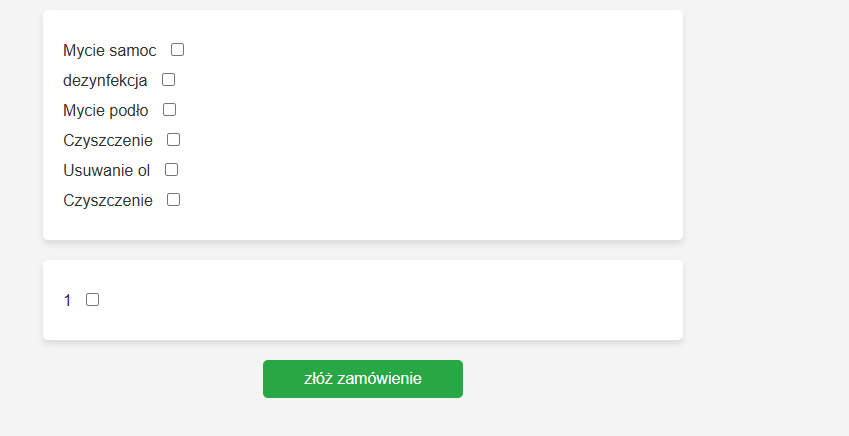 Mycie samoc
dezynfekcja
Mycie podło
Czyszczenie
Usuwanie ol
Czyszczenie
1
złóż zamówienie